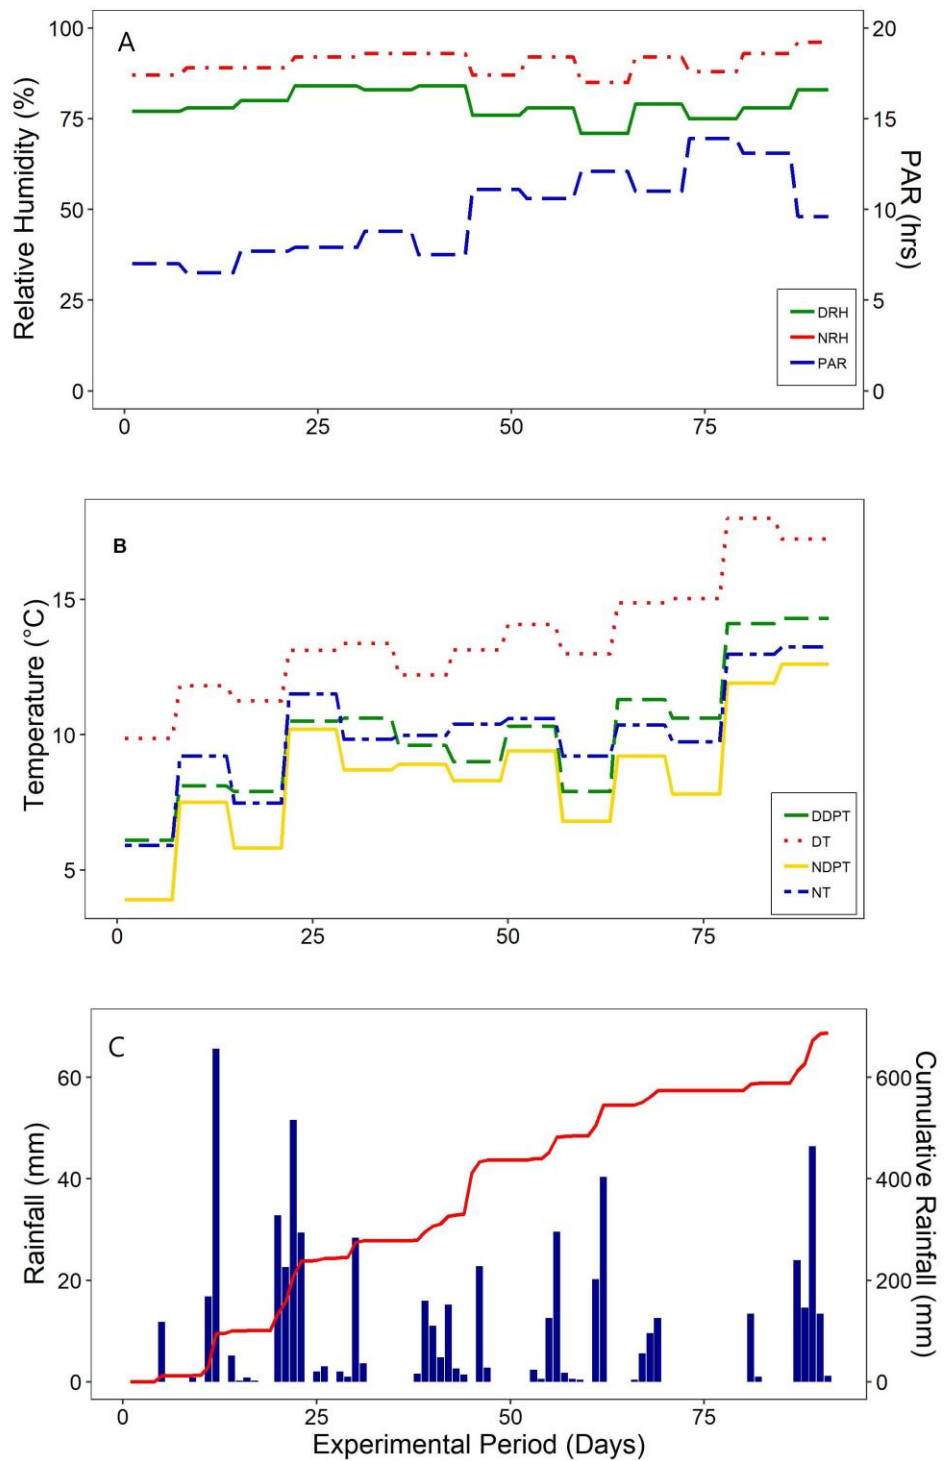 A
100
75
50
25
0
Relative Humidity (%)
20
15
10
5
0
PAR (hrs)
DRH
NRH
PAR
0 25 50 75
B
15
10
5
Temperature (°C)
DDPT
DT
NDPT
NT
0 25 50 75
C
60
40
20
0
Rainfall (mm)
600
400
200
0
Cumulative Rainfall (mm)
0 25 50 75
Experimental Period (Days)